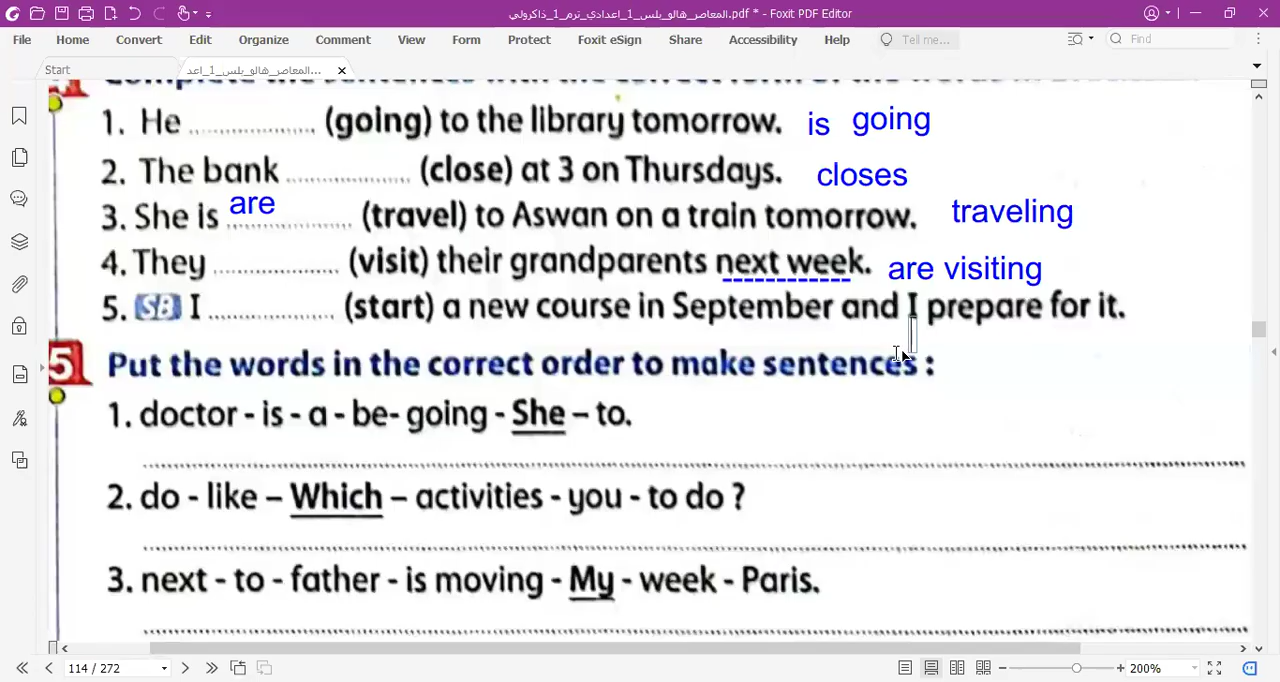 المعاصر_هالو_بلس_1_اعدادي_ترم_1_ذاكرولي.pdf * - Foxit PDF Editor
File Home Convert Edit Organize Comment View Form Protect Foxit eSign Share Accessibility Help Tell me... Find
Start المعاصر_هالو_بلس_1_اعد...
1. He .................. (going) to the library tomorrow. is going
2. The bank .................. (close) at 3 on Thursdays. closes
are
3. She is .................. (travel) to Aswan on a train tomorrow. traveling
4. They .................. (visit) their grandparents next week. are visiting
5. SB I .................. (start) a new course in September and I prepare for it.
5 Put the words in the correct order to make sentences :
1. doctor - is - a - be- going - She – to.
2. do - like – Which – activities - you - to do ?
3. next - to - father - is moving - My - week - Paris.
114 / 272 200%